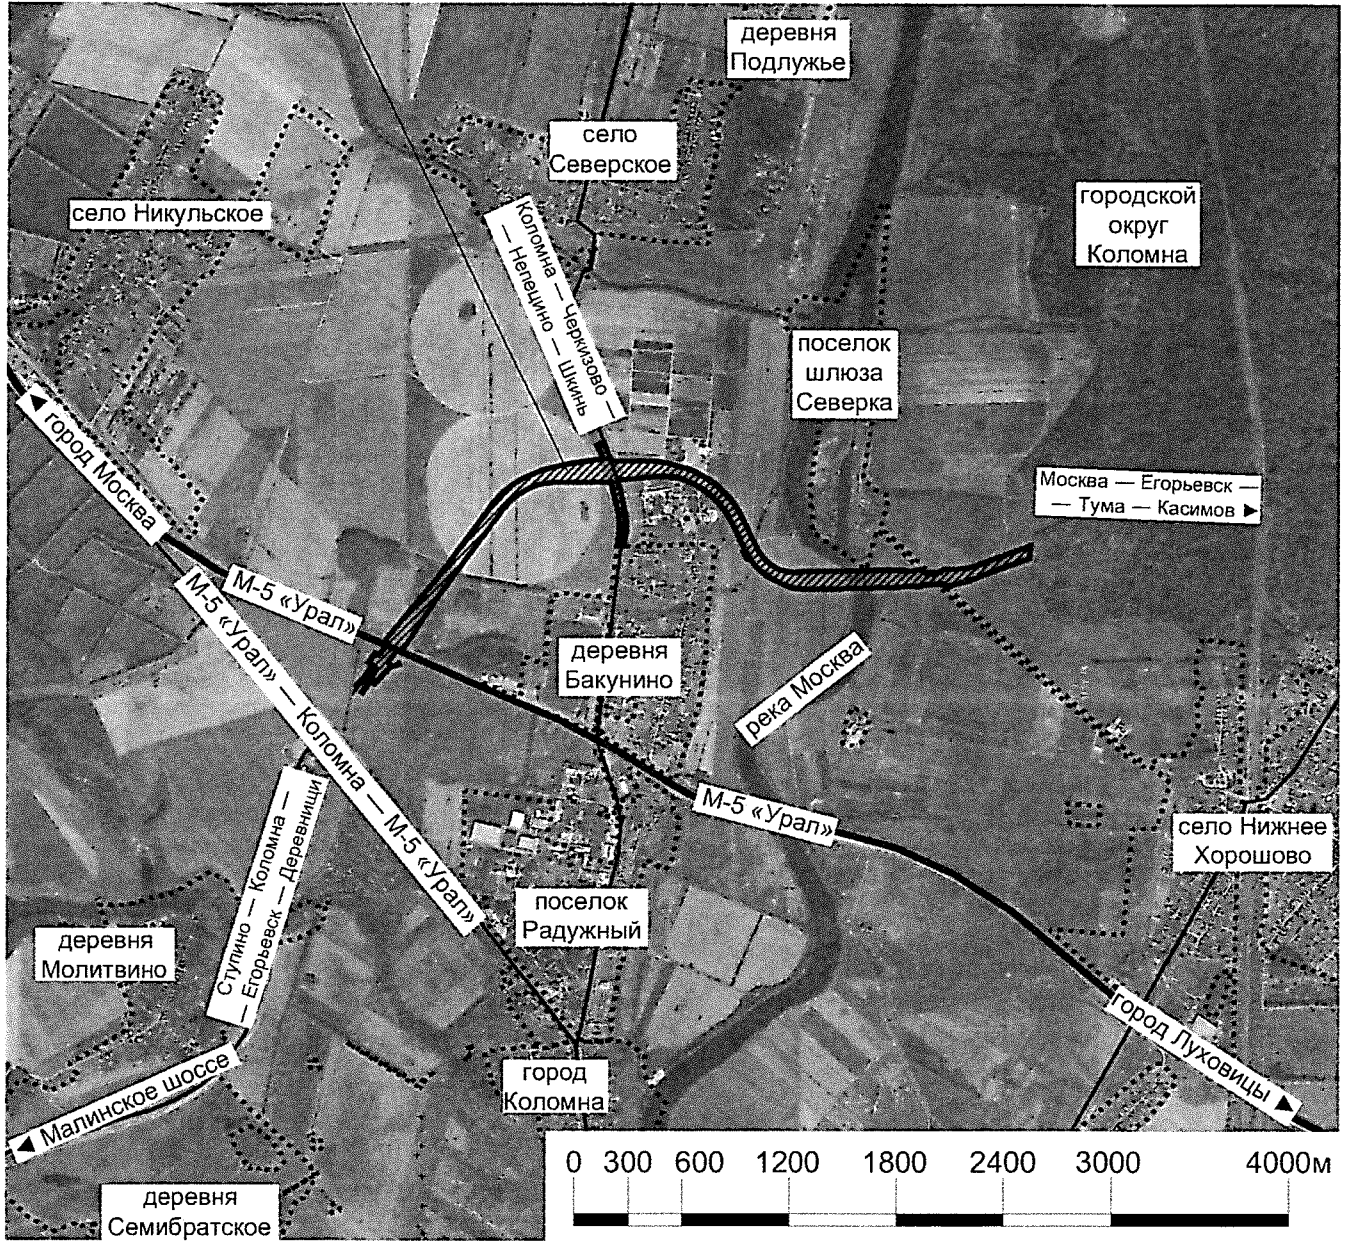 деревня
Подлужье
село
Северское
село Никульское
городской
округ
Коломна
Коломна — Черкизово —
— Непецино — Шкинь
поселок
шлюза
Северка
город Москва
Москва — Егорьевск —
— Тума — Касимов
М-5 «Урал»
М-5 «Урал» — Коломна — М-5 «Урал»
деревня
Бакунино
река Москва
М-5 «Урал»
село Нижнее
Хорошово
Ступино — Коломна —
— Егорьевск — Деревнищи
поселок
Радужный
деревня
Молитвино
город Луховицы
Малинское шоссе
город
Коломна
деревня
Семибратское
0 300 600 1200 1800 2400 3000 4000м